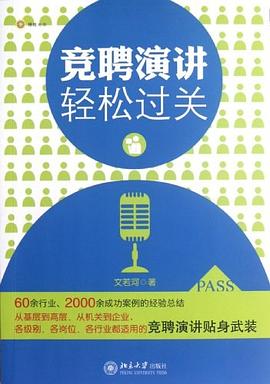 竞聘演讲
轻松过关
文若河◎著
PASS
60余行业、2000余成功案例的经验总结
从基层到高层、从机关到企业、
各级别、各岗位、各行业都适用的竞聘演讲贴身武装
北京大学出版社